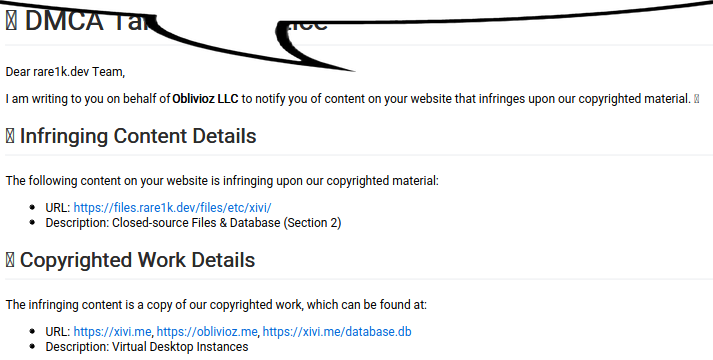 DMCA
Dear rare1k.dev Team,
I am writing to you on behalf of Oblivioz LLC to notify you of content on your website that infringes upon our copyrighted material.
Infringing Content Details
The following content on your website is infringing upon our copyrighted material:
• URL: https://files.rare1k.dev/files/etc/xivi/
• Description: Closed-source Files & Database (Section 2)
Copyrighted Work Details
The infringing content is a copy of our copyrighted work, which can be found at:
• URL: https://xivi.me, https://oblivioz.me, https://xivi.me/database.db
• Description: Virtual Desktop Instances